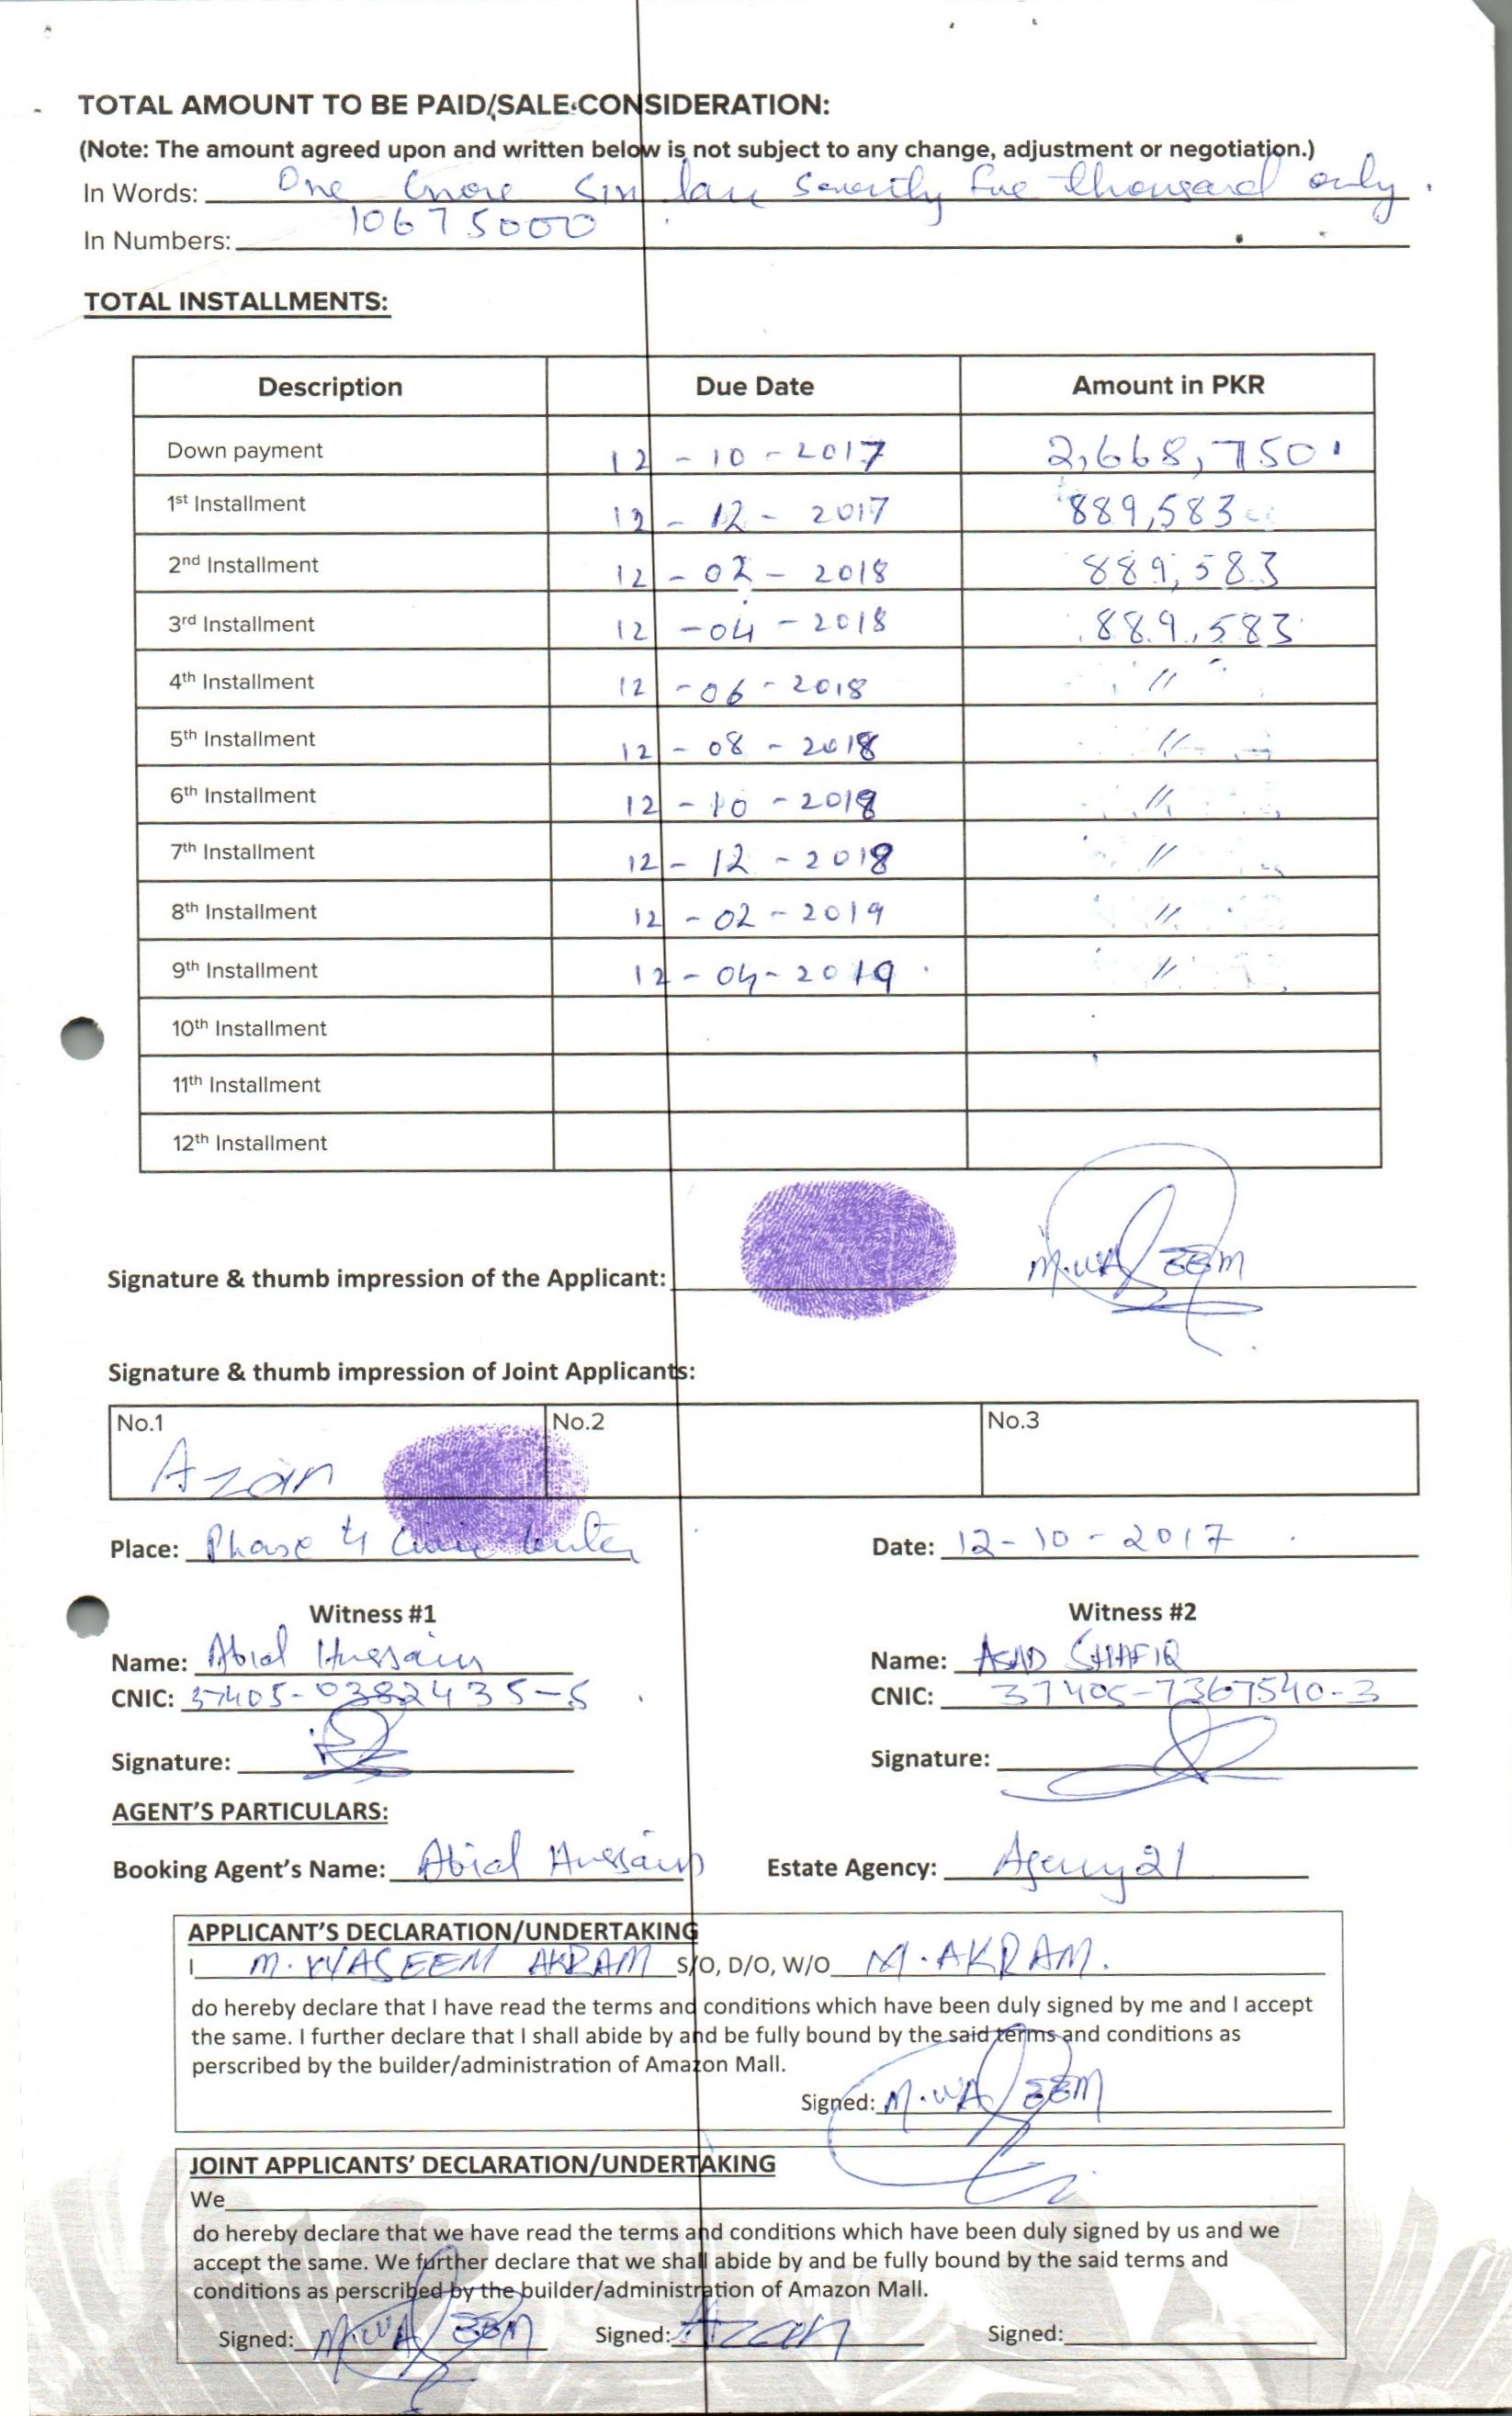 TOTAL AMOUNT TO BE PAID/SALE CONSIDERATION:
(Note: The amount agreed upon and written below is not subject to any change, adjustment or negotiation.)
In Words: One Crore Six lac Seventy five thousand only.
In Numbers: 10675000
TOTAL INSTALLMENTS:
Description Due Date Amount in PKR
Down payment 12-10-2017 2,668,750
1st Installment 12-12-2017 889,583
2nd Installment 12-02-2018 889,583
3rd Installment 12-04-2018 889,583
4th Installment 12-06-2018 //
5th Installment 12-08-2018 //
6th Installment 12-10-2018 //
7th Installment 12-12-2018 //
8th Installment 12-02-2019 //
9th Installment 12-04-2019 //
10th Installment
11th Installment
12th Installment
Signature & thumb impression of the Applicant: M.WASEEM
Signature & thumb impression of Joint Applicants:
No.1 No.2 No.3
Azan
Place: Phase 4 Civic Center Date: 12-10-2017
Witness #1 Witness #2
Name: Abid Hussain Name: ASAD SHAFIQ
CNIC: 37405-0382435-5 CNIC: 37405-7367540-3
Signature: Signature:
AGENT'S PARTICULARS:
Booking Agent's Name: Abid Hussain Estate Agency: Agency 21
APPLICANT'S DECLARATION/UNDERTAKING
I M.WASEEM AKRAM S/O, D/O, W/O M.AKRAM.
do hereby declare that I have read the terms and conditions which have been duly signed by me and I accept
the same. I further declare that I shall abide by and be fully bound by the said terms and conditions as
perscribed by the builder/administration of Amazon Mall.
Signed: M.WASEEM
JOINT APPLICANTS' DECLARATION/UNDERTAKING
We
do hereby declare that we have read the terms and conditions which have been duly signed by us and we
accept the same. We further declare that we shall abide by and be fully bound by the said terms and
conditions as perscribed by the builder/administration of Amazon Mall.
Signed: M.WASEEM Signed: Azan Signed: